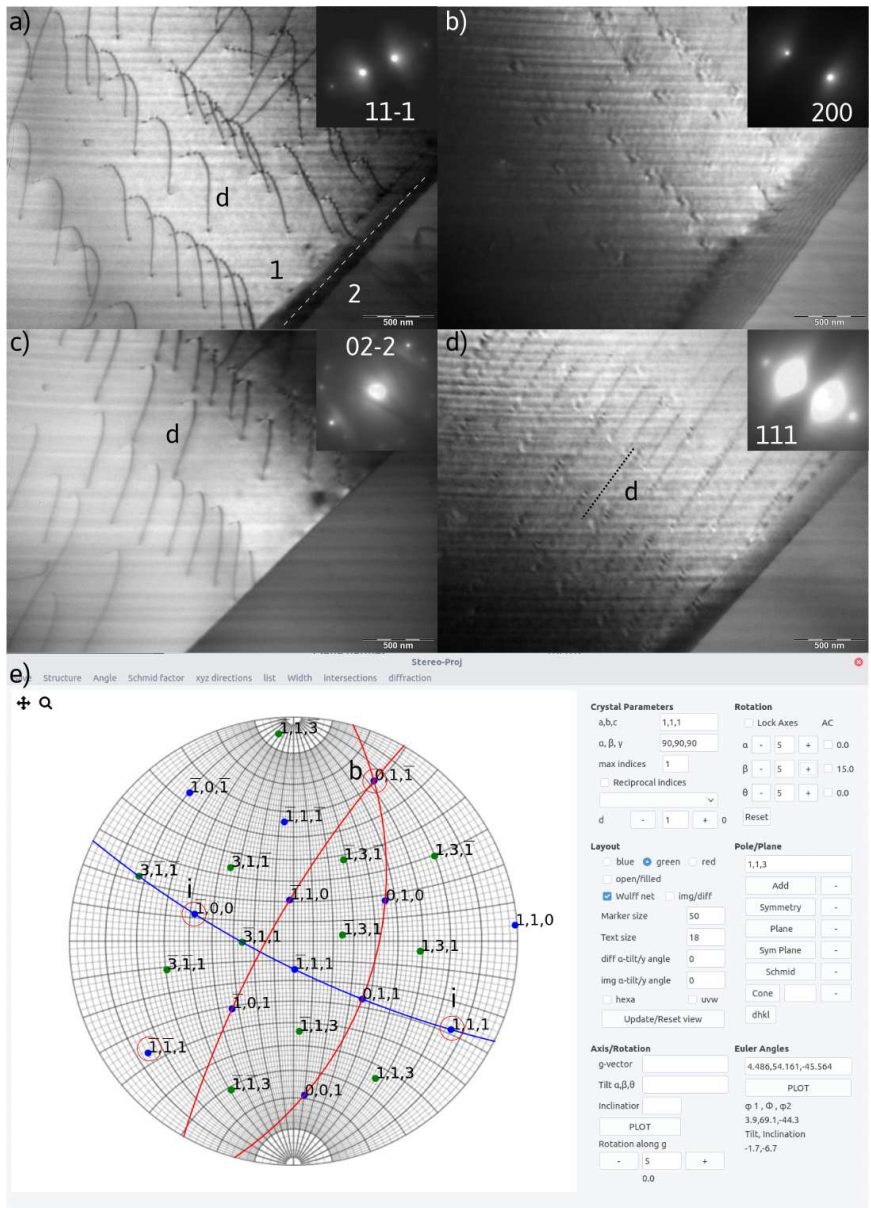 a)
11-1
d
1
2
500 nm
b)
200
500 nm
c)
02-2
d
500 nm
d)
111
d
500 nm
Stereo-Proj
e)
Structure Angle Schmid factor xyz directions list Width intersections diffraction
1,1,3̅
b
0,1,1̅
1̅,0,1̅
1̅,1,1̅
1,3,1̅
1,3,1̅
3̅,1̅,1̅
3̅,1,1̅
i
1̅,0,0
1̅,1,0
0,1,0
1,1,0
3̅,1,1
1̅,3,1
1,3,1
1̅,1,1
0,1,1
i
1,1,1
1̅,0,1
1̅,1,3
1̅,1̅,1
1̅,1̅,3
1,1,3
0,0,1
Crystal Parameters
a,b,c 1,1,1
α, β, γ 90,90,90
max indices 1
Reciprocal indices
d - 1 + 0
Layout
blue green red
open/filled
Wulff net img/diff
Marker size 50
Text size 18
diff α-tilt/y angle 0
img α-tilt/y angle 0
hexa uvw
Update/Reset view
Axis/Rotation
g-vector
Tilt α,β,θ
Inclination
PLOT
Rotation along g
- 5 +
0.0
Rotation
Lock Axes AC
α - 5 + 0.0
β - 5 + 15.0
θ - 5 + 0.0
Reset
Pole/Plane
1,1,3
Add -
Symmetry -
Plane -
Sym Plane -
Schmid -
Cone -
dhkl
Euler Angles
4.486,54.161,-45.564
PLOT
φ 1 , Φ , φ2
3.9,69.1,-44.3
Tilt, Inclination
-1.7,-6.7